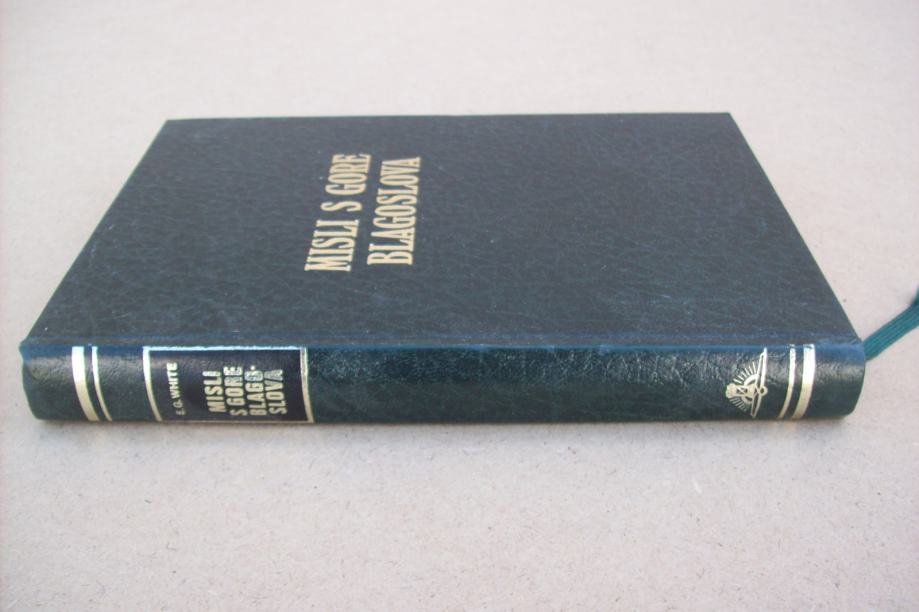 MISLI S GORE
BLAGOSLOVA
E. G. WHITE
MISLI
S GORE
BLAGO-
SLOVA